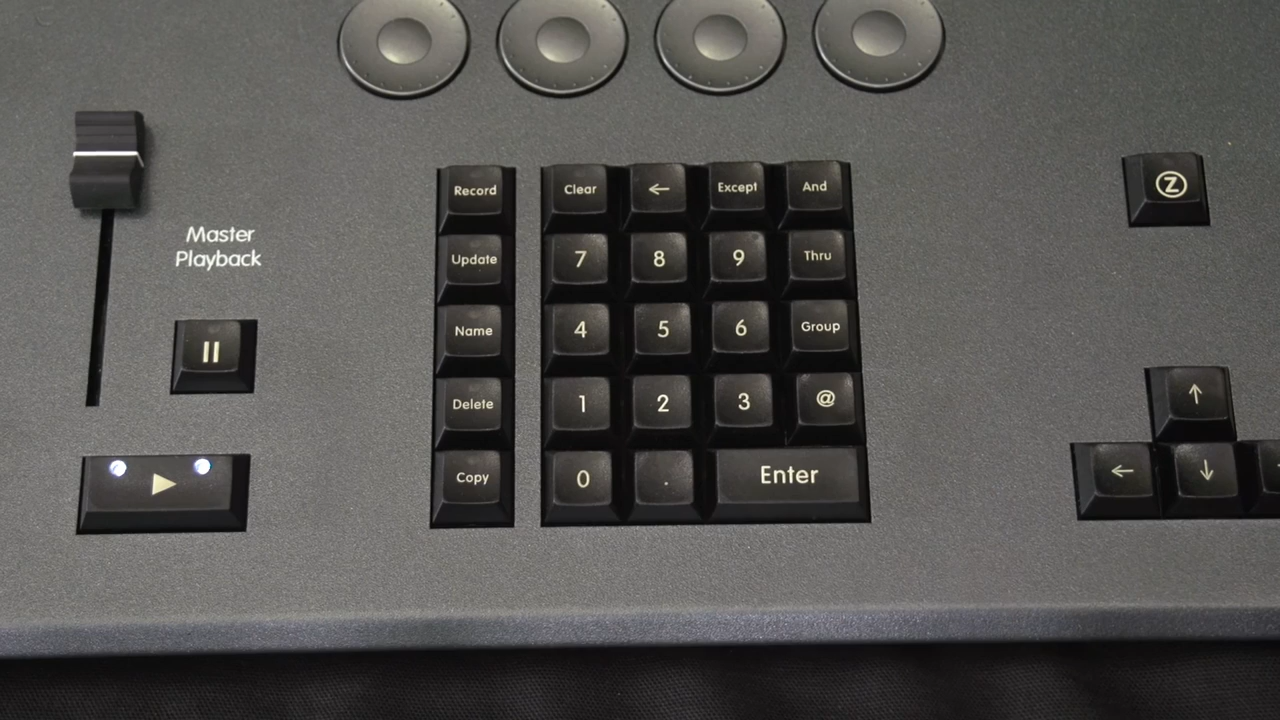 Master
Playback
Record
Update
Name
Delete
Copy
Clear ← Except And
7 8 9 Thru
4 5 6 Group
1 2 3 @
0 . Enter
Z
↑
← ↓